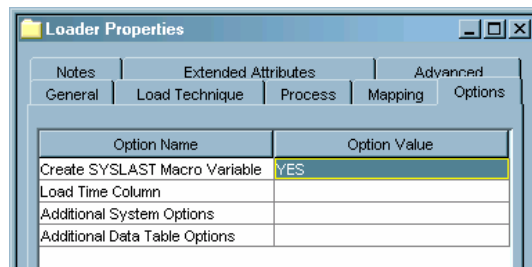 Loader Properties
Notes Extended Attributes Advanced
General Load Technique Process Mapping Options
Option Name Option Value
Create SYSLAST Macro Variable YES
Load Time Column
Additional System Options
Additional Data Table Options